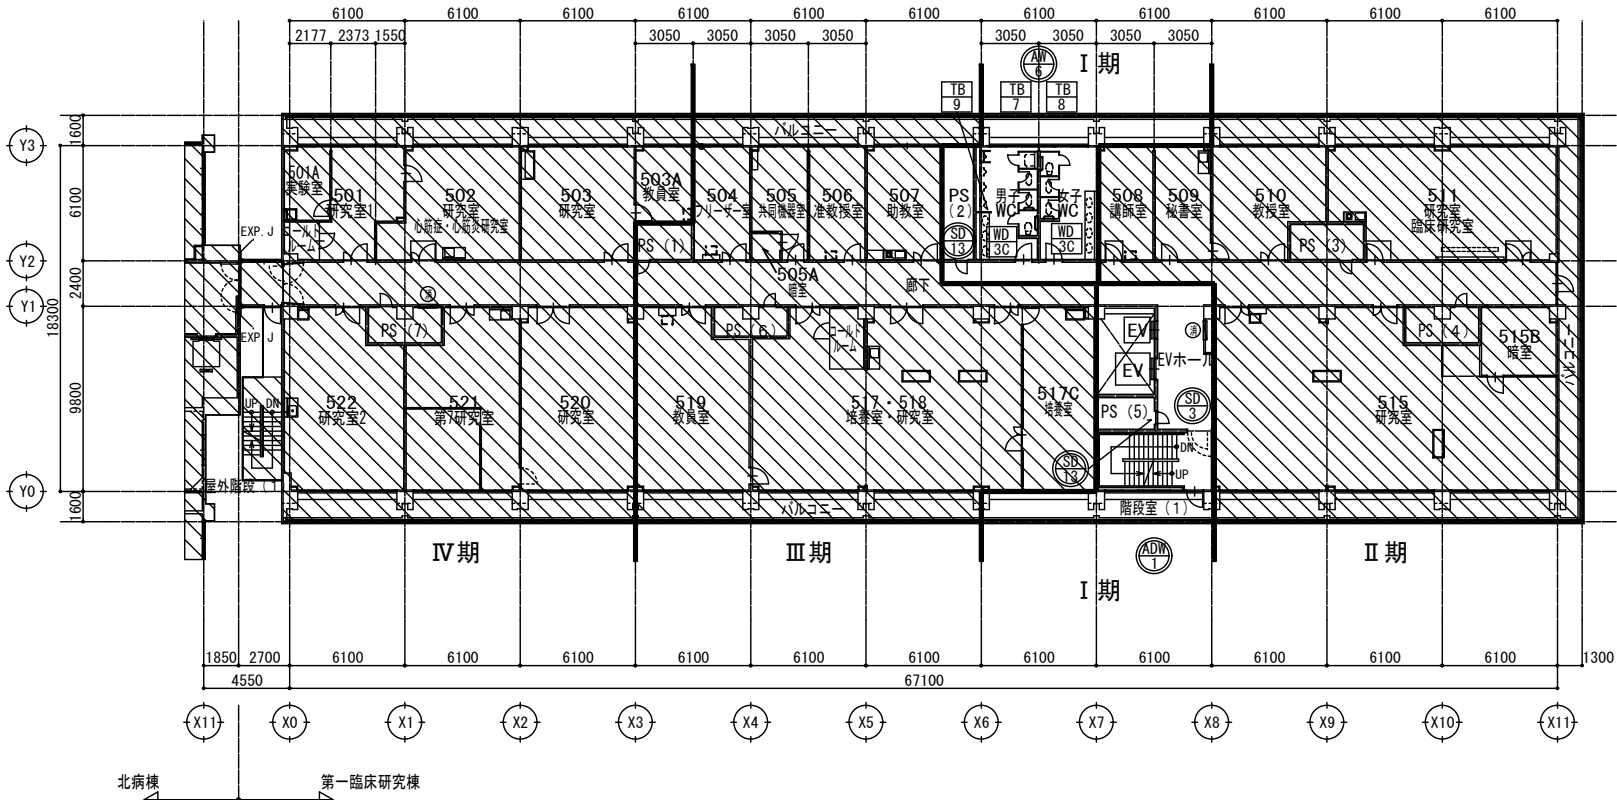 6100 6100 6100 6100 6100 6100 6100 6100 6100 6100 6100
2177 2373 1550 3050 3050 3050 3050 3050 3050 3050 3050
AW
6
Ⅰ期
TB
9
TB
7
TB
8
バルコニー
Y3
Y2
Y1
Y0
1600
6100
2400
18300
9800
1600
501A
実験室
501
研究室1
502
研究室
心筋症・心筋炎研究室
503
研究室
503A
教員室
504
フリーザー室
505
共同機器室
506
准教授室
507
助教室
PS
(2)
男子
WC
女子
WC
508
講師室
509
秘書室
510
教授室
511
研究室
臨床研究室
EXP.J
コールド
ルーム
PS (1)
SD
13
WD
3C
WD
3C
PS (3)
505A
暗室
廊下
消
EXP.J
PS (7)
PS (6)
コールド
ルーム
EV
消
EVホール
EV
PS (4)
515B
暗室
バルコニー
UP DN
522
研究室2
521
第7研究室
520
研究室
519
教員室
517・518
培養室・研究室
517C
培養室
PS (5)
SD
3
515
研究室
SD
13
DN
UP
屋外階段(1
バルコニー
階段室(1)
Ⅳ期
Ⅲ期
ADW
1
Ⅱ期
Ⅰ期
1850 2700 6100 6100 6100 6100 6100 6100 6100 6100 6100 6100 6100 1300
4550 67100
X11 X0 X1 X2 X3 X4 X5 X6 X7 X8 X9 X10 X11
北病棟 第一臨床研究棟